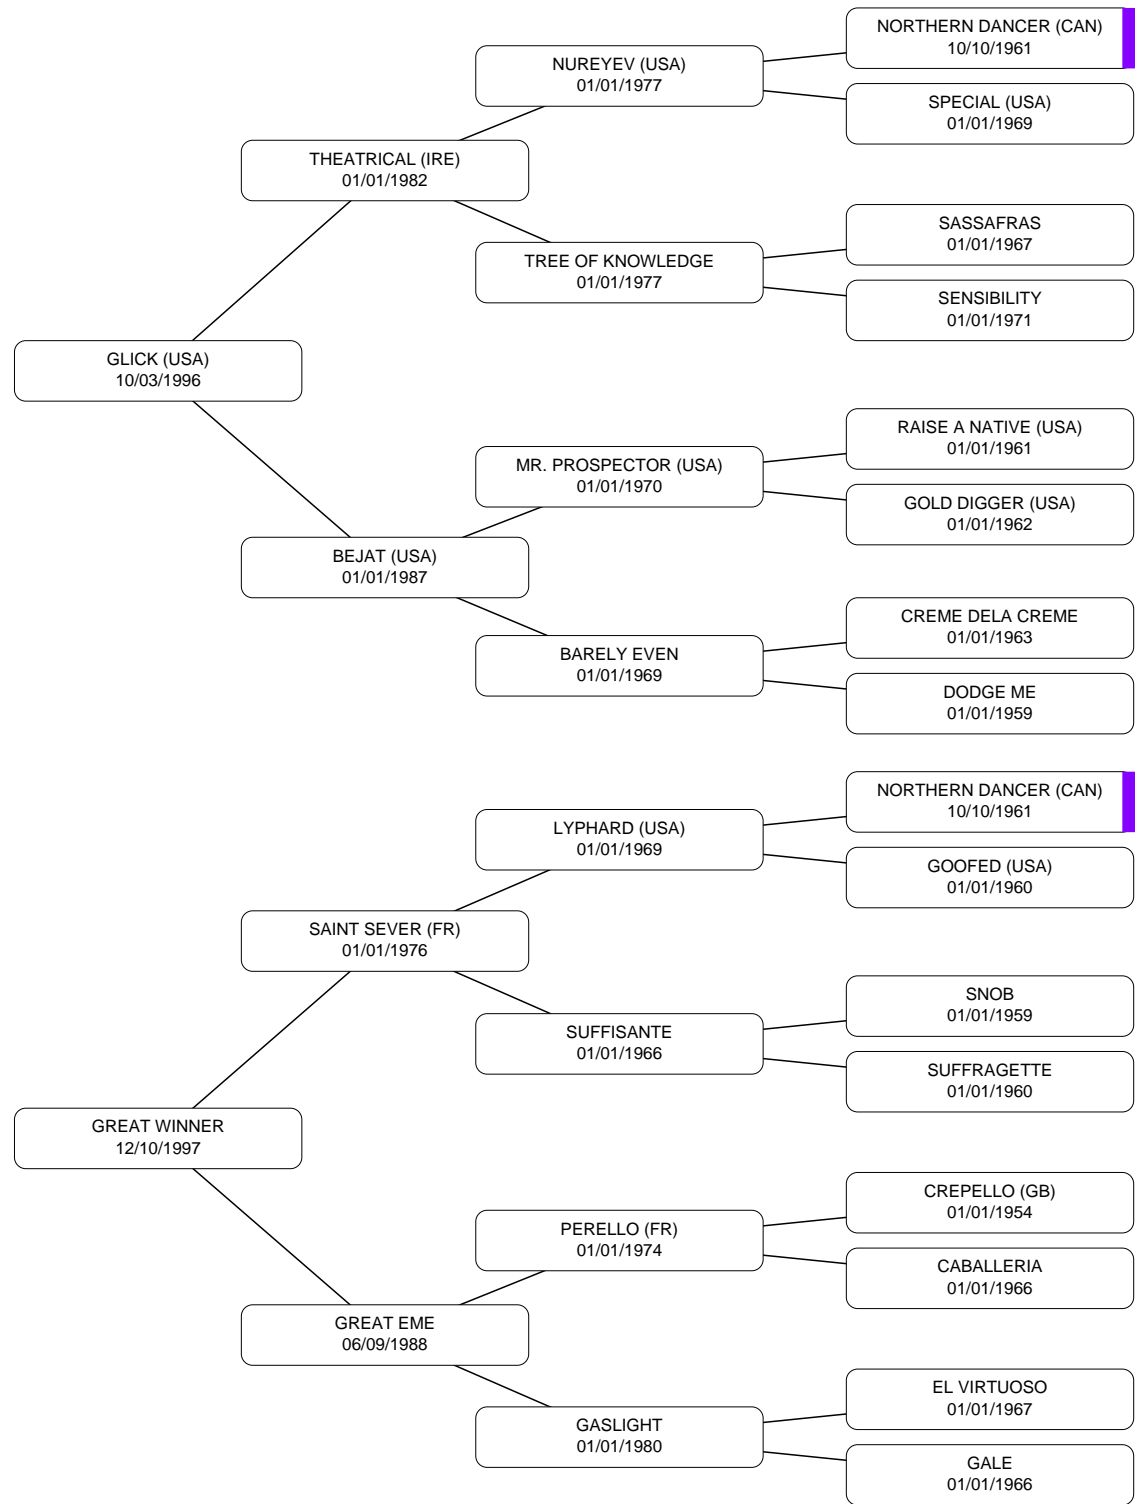 NORTHERN DANCER (CAN)
10/10/1961
NUREYEV (USA)
01/01/1977
SPECIAL (USA)
01/01/1969
THEATRICAL (IRE)
01/01/1982
SASSAFRAS
01/01/1967
TREE OF KNOWLEDGE
01/01/1977
SENSIBILITY
01/01/1971
GLICK (USA)
10/03/1996
RAISE A NATIVE (USA)
01/01/1961
MR. PROSPECTOR (USA)
01/01/1970
GOLD DIGGER (USA)
01/01/1962
BEJAT (USA)
01/01/1987
CREME DELA CREME
01/01/1963
BARELY EVEN
01/01/1969
DODGE ME
01/01/1959
NORTHERN DANCER (CAN)
10/10/1961
LYPHARD (USA)
01/01/1969
GOOFED (USA)
01/01/1960
SAINT SEVER (FR)
01/01/1976
SNOB
01/01/1959
SUFFISANTE
01/01/1966
SUFFRAGETTE
01/01/1960
GREAT WINNER
12/10/1997
CREPELLO (GB)
01/01/1954
PERELLO (FR)
01/01/1974
CABALLERIA
01/01/1966
GREAT EME
06/09/1988
EL VIRTUOSO
01/01/1967
GASLIGHT
01/01/1980
GALE
01/01/1966